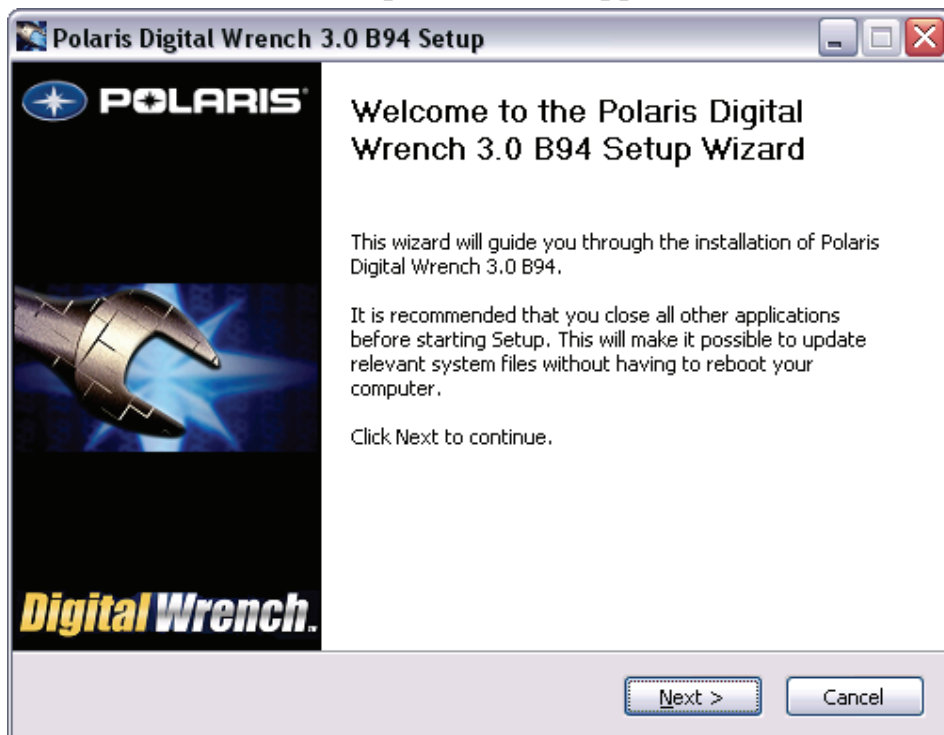 Polaris Digital Wrench 3.0 B94 Setup
POLARIS
Welcome to the Polaris Digital
Wrench 3.0 B94 Setup Wizard
This wizard will guide you through the installation of Polaris
Digital Wrench 3.0 B94.
It is recommended that you close all other applications
before starting Setup. This will make it possible to update
relevant system files without having to reboot your
computer.
Click Next to continue.
Digital Wrench.
Next >
Cancel